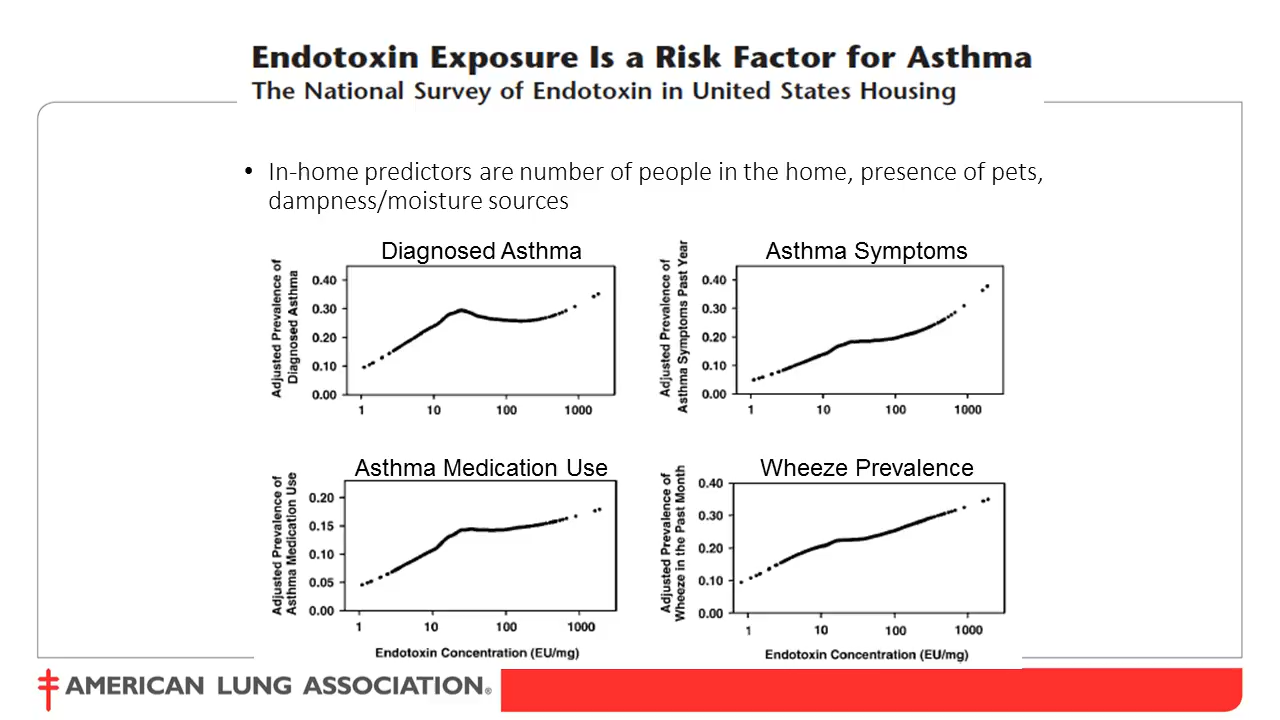 Endotoxin Exposure Is a Risk Factor for Asthma
The National Survey of Endotoxin in United States Housing
• In-home predictors are number of people in the home, presence of pets,
dampness/moisture sources
Diagnosed Asthma
Adjusted Prevalence of
Diagnosed Asthma
0.40
0.30
0.20
0.10
0.00
1 10 100 1000
Asthma Symptoms
Adjusted Prevalence of
Asthma Symptoms Past Year
0.40
0.30
0.20
0.10
0.00
1 10 100 1000
Asthma Medication Use
Adjusted Prevalence of
Asthma Medication Use
0.20
0.15
0.10
0.05
0.00
1 10 100 1000
Endotoxin Concentration (EU/mg)
Wheeze Prevalence
Adjusted Prevalence of
Wheeze in the Past Month
0.40
0.30
0.20
0.10
0.00
1 10 100 1000
Endotoxin Concentration (EU/mg)
AMERICAN LUNG ASSOCIATION®